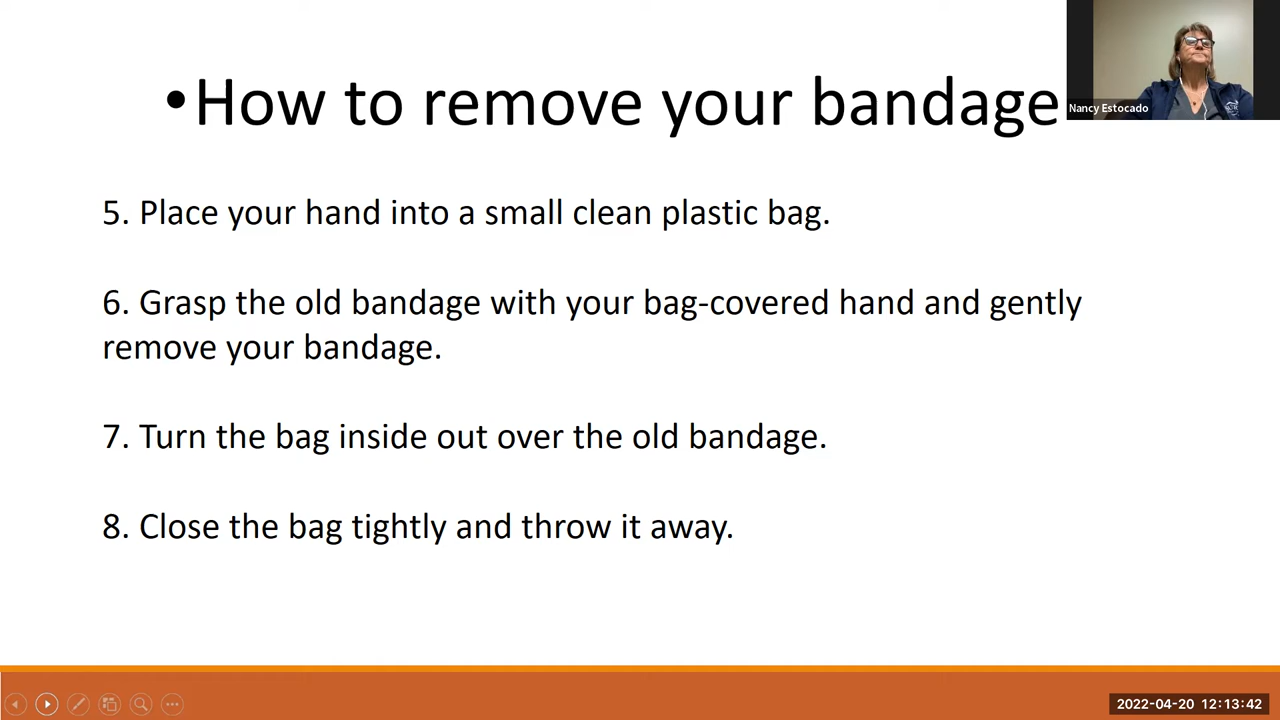 •How to remove your bandage
Nancy Estocado
5. Place your hand into a small clean plastic bag.
6. Grasp the old bandage with your bag-covered hand and gently
remove your bandage.
7. Turn the bag inside out over the old bandage.
8. Close the bag tightly and throw it away.
2022-04-20 12:13:42